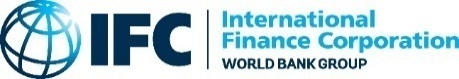 IFC
International
Finance Corporation
WORLD BANK GROUP